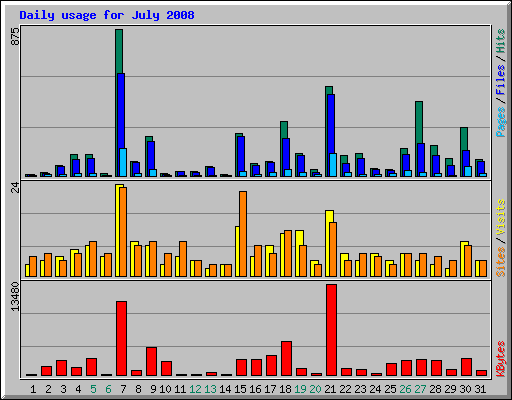 Daily usage for July 2008
875
Pages / Files / Hits
24
Sites / Visits
13480
KBytes
1 2 3 4 5 6 7 8 9 10 11 12 13 14 15 16 17 18 19 20 21 22 23 24 25 26 27 28 29 30 31